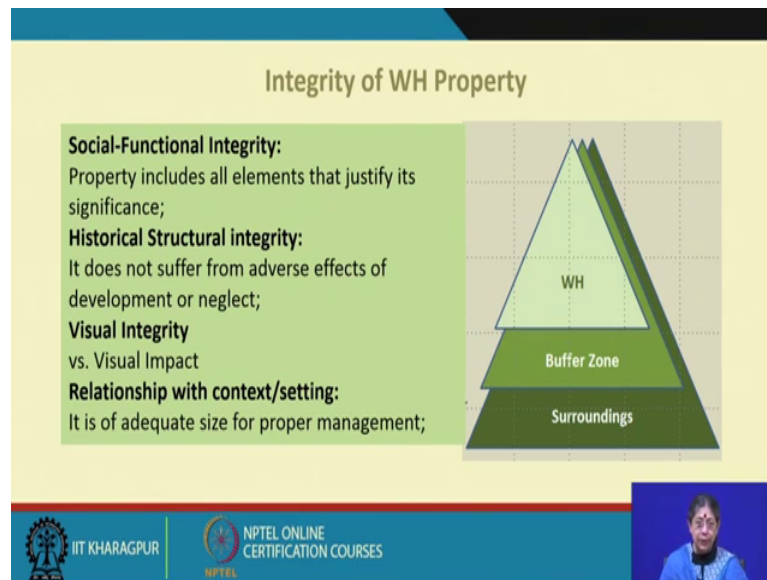 Integrity of WH Property
Social-Functional Integrity:
Property includes all elements that justify its
significance;
Historical Structural integrity:
It does not suffer from adverse effects of
development or neglect;
Visual Integrity
vs. Visual Impact
Relationship with context/setting:
It is of adequate size for proper management;
WH
Buffer Zone
Surroundings
IIT KHARAGPUR
NPTEL
NPTEL ONLINE
CERTIFICATION COURSES